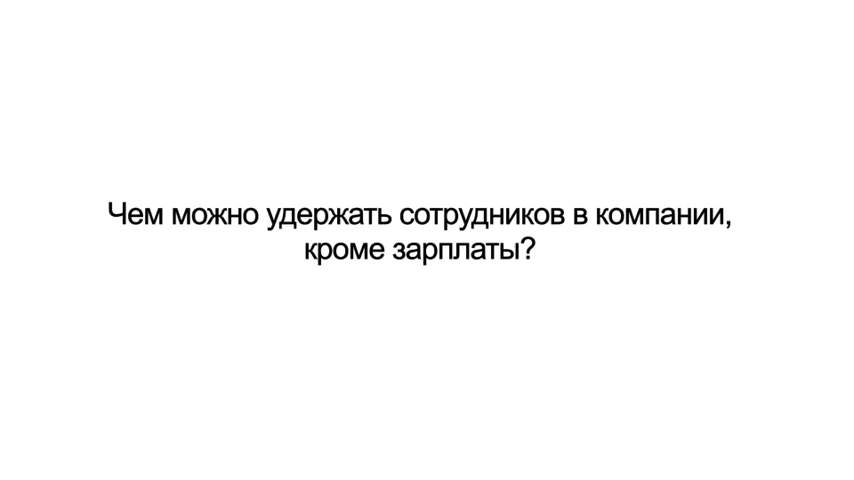 Чем можно удержать сотрудников в компании,
кроме зарплаты?